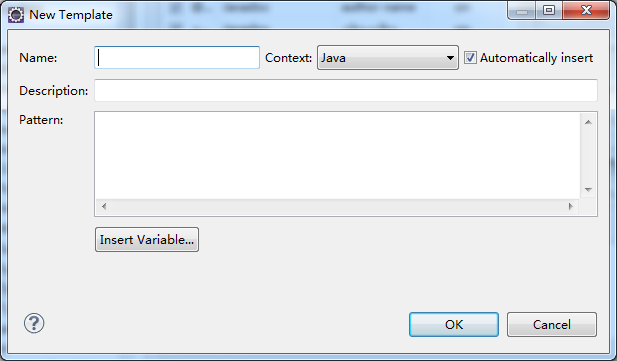 New Template
Name: Context: Java Automatically insert
Description:
Pattern:
Insert Variable...
OK Cancel